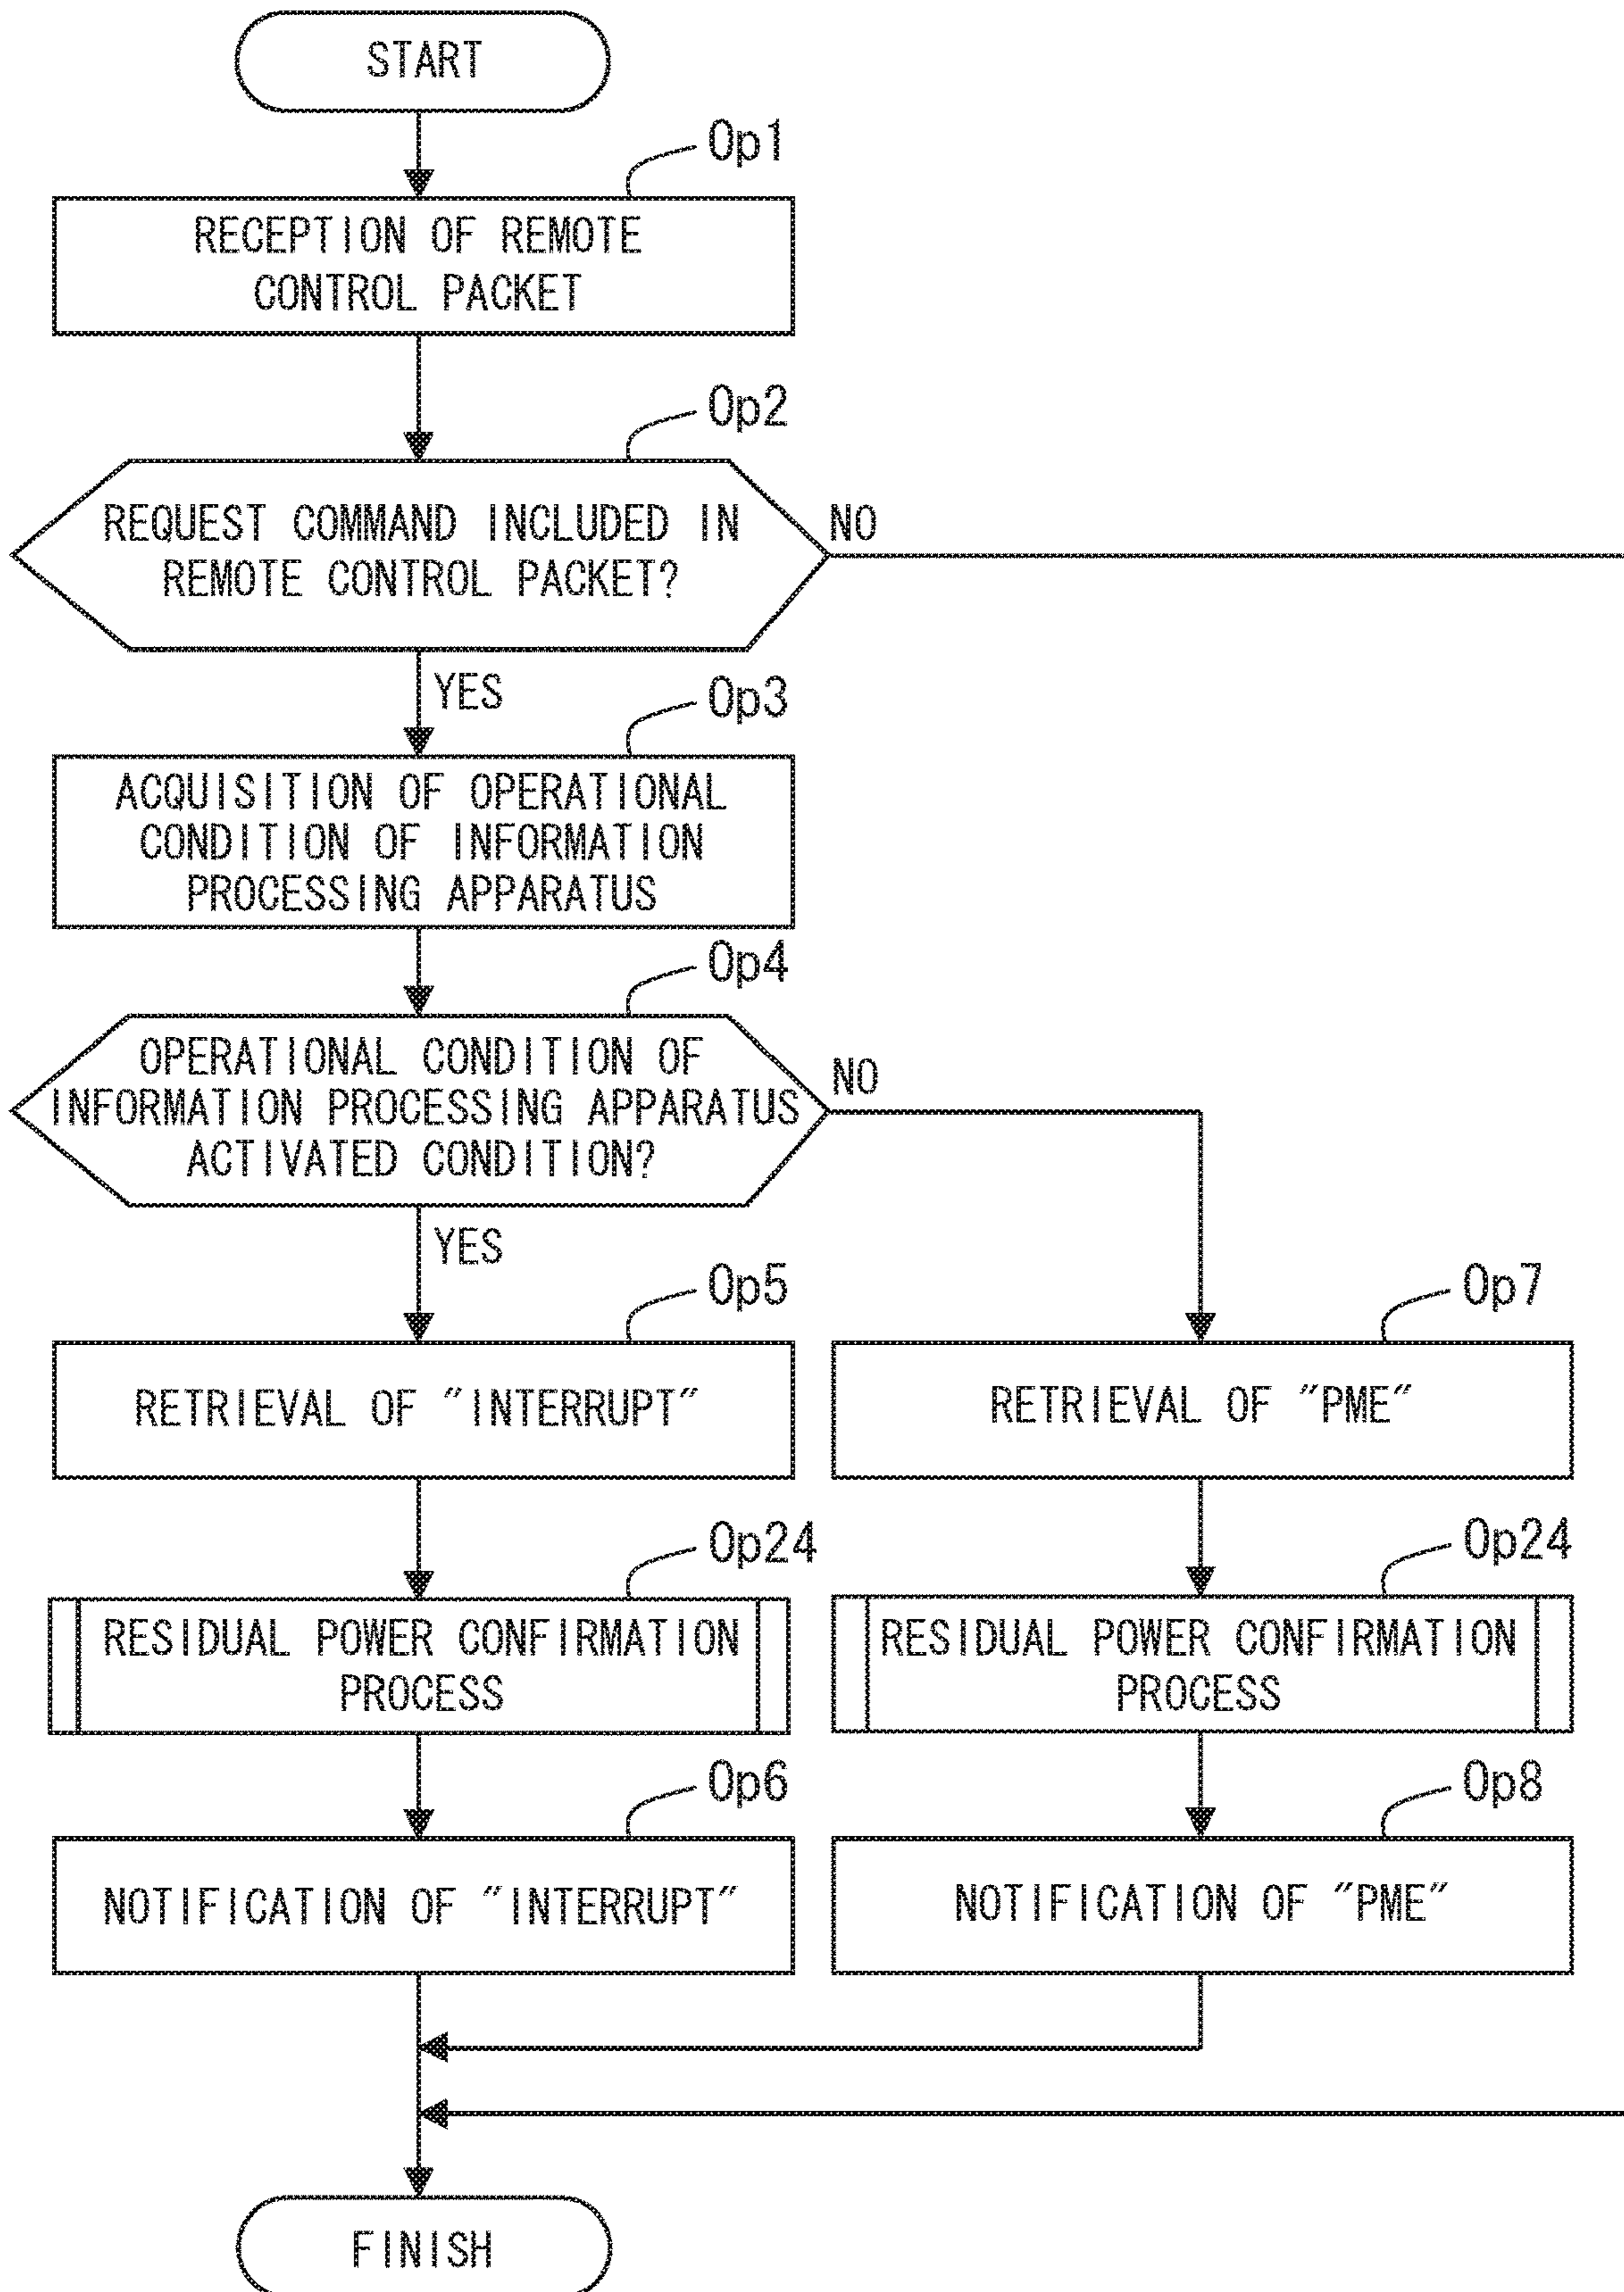 START
Op1
RECEPTION OF REMOTE
CONTROL PACKET
Op2
REQUEST COMMAND INCLUDED IN
REMOTE CONTROL PACKET?
NO
YES
Op3
ACQUISITION OF OPERATIONAL
CONDITION OF INFORMATION
PROCESSING APPARATUS
Op4
OPERATIONAL CONDITION OF
INFORMATION PROCESSING APPARATUS
ACTIVATED CONDITION?
NO
YES
Op5
RETRIEVAL OF "INTERRUPT"
Op7
RETRIEVAL OF "PME"
Op24
RESIDUAL POWER CONFIRMATION
PROCESS
Op24
RESIDUAL POWER CONFIRMATION
PROCESS
Op6
NOTIFICATION OF "INTERRUPT"
Op8
NOTIFICATION OF "PME"
FINISH